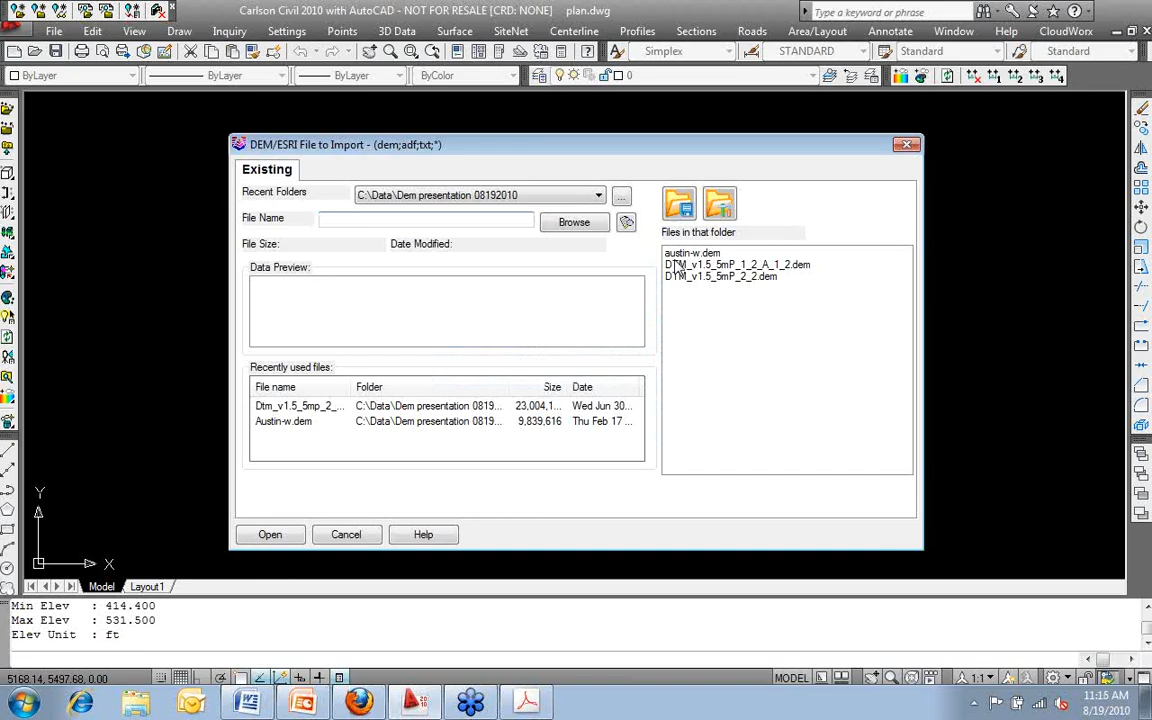 Carlson Civil 2010 with AutoCAD - NOT FOR RESALE [CRD: NONE] plan.dwg
Type a keyword or phrase
File Edit View Draw Inquiry Settings Points 3D Data Surface SiteNet Centerline Profiles Sections Roads Area/Layout Annotate Window Help CloudWorx
Simplex STANDARD Standard Standard
ByLayer ByLayer ByLayer ByColor 0
DEM/ESRI File to Import - (dem;adf;txt;*)
Existing
Recent Folders C:\Data\Dem presentation 08192010 ...
File Name Browse
Files in that folder
File Size: Date Modified:
austin-w.dem
DTM_v1.5_5mP_1_2_A_1_2.dem
DTM_v1.5_5mP_2_2.dem
Data Preview:
Recently used files:
File name Folder Size Date
Dtm_v1.5_5mp_2_... C:\Data\Dem presentation 0819... 23,004,1... Wed Jun 30...
Austin-w.dem C:\Data\Dem presentation 0819... 9,839,616 Thu Feb 17 ...
Open Cancel Help
Y
X
Model Layout1
Min Elev : 414.400
Max Elev : 531.500
Elev Unit : ft
5168.14, 5497.68, 0.00 MODEL 1:1
11:15 AM
8/19/2010